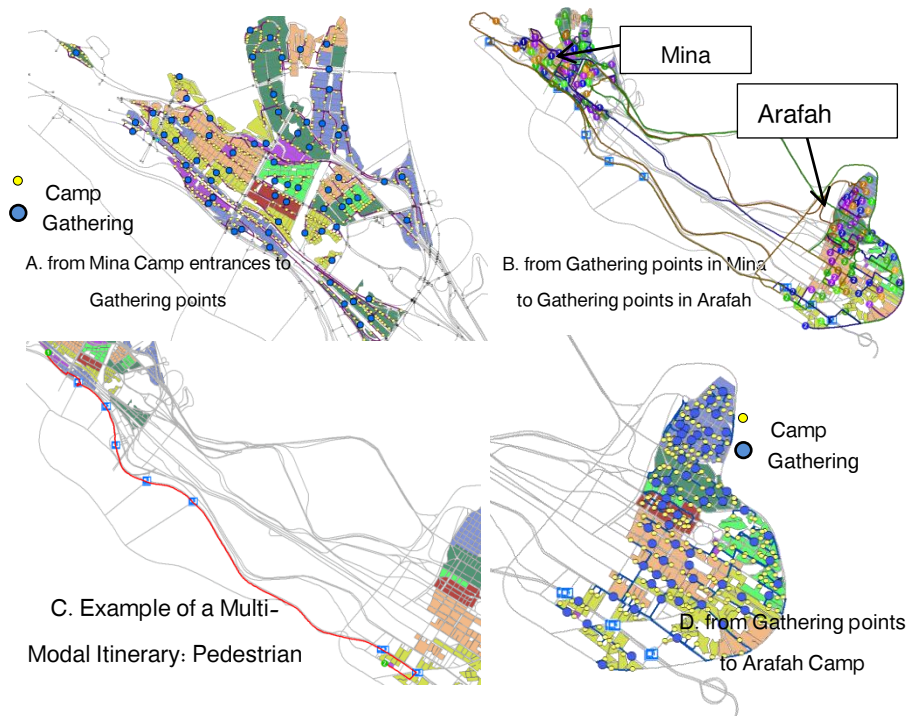 Camp
Gathering
A. from Mina Camp entrances to
Gathering points
Mina
Arafah
B. from Gathering points in Mina
to Gathering points in Arafah
C. Example of a Multi-
Modal Itinerary: Pedestrian
Camp
Gathering
D. from Gathering points
to Arafah Camp